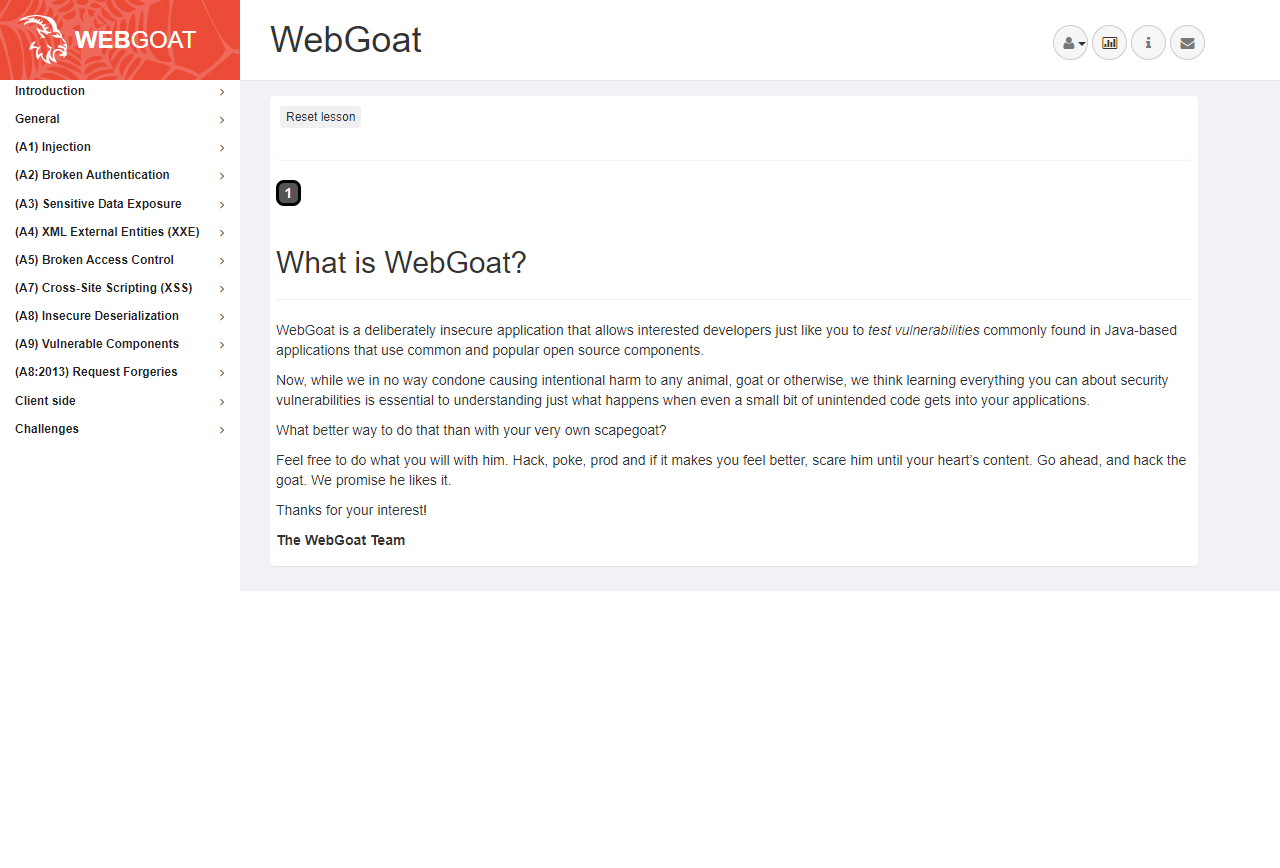 WEBGOAT
WebGoat
Introduction
General
(A1) Injection
(A2) Broken Authentication
(A3) Sensitive Data Exposure
(A4) XML External Entities (XXE)
(A5) Broken Access Control
(A7) Cross-Site Scripting (XSS)
(A8) Insecure Deserialization
(A9) Vulnerable Components
(A8:2013) Request Forgeries
Client side
Challenges
Reset lesson
1
What is WebGoat?
WebGoat is a deliberately insecure application that allows interested developers just like you to test vulnerabilities commonly found in Java-based
applications that use common and popular open source components.
Now, while we in no way condone causing intentional harm to any animal, goat or otherwise, we think learning everything you can about security
vulnerabilities is essential to understanding just what happens when even a small bit of unintended code gets into your applications.
What better way to do that than with your very own scapegoat?
Feel free to do what you will with him. Hack, poke, prod and if it makes you feel better, scare him until your heart’s content. Go ahead, and hack the
goat. We promise he likes it.
Thanks for your interest!
The WebGoat Team